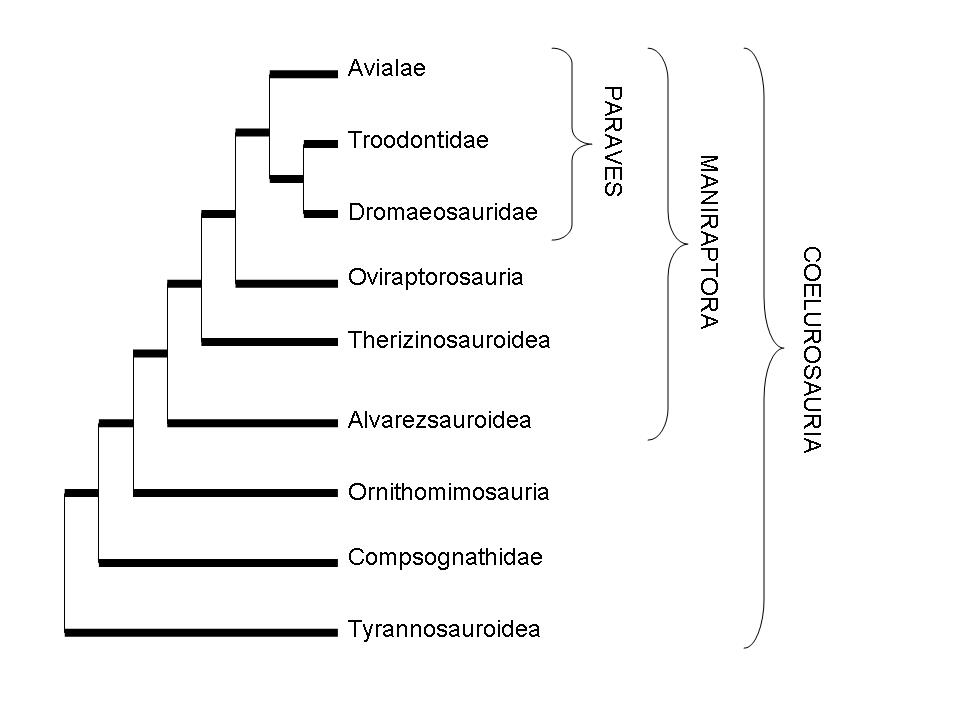 Avialae
Troodontidae
Dromaeosauridae
Oviraptorosauria
Therizinosauroidea
Alvarezsauroidea
Ornithomimosauria
Compsognathidae
Tyrannosauroidea
PARAVES
MANIRAPTORA
COELUROSAURIA